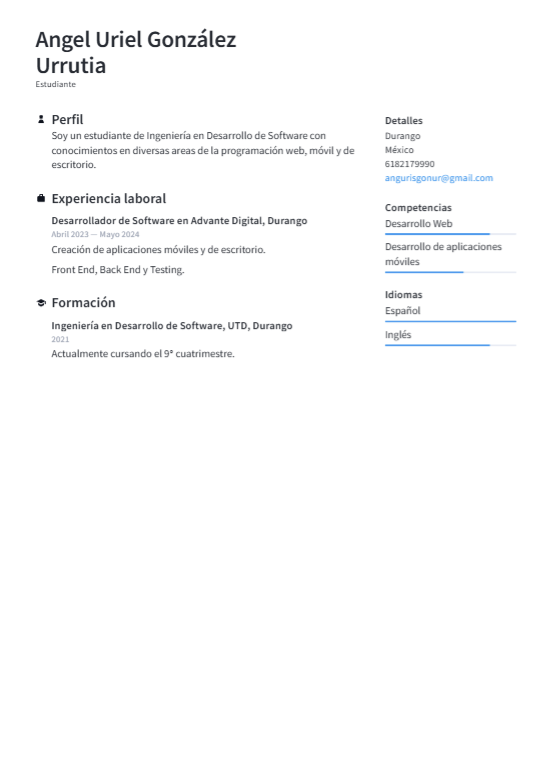 Angel Uriel González
Urrutia
Estudiante
Perfil
Soy un estudiante de Ingeniería en Desarrollo de Software con
conocimientos en diversas areas de la programación web, móvil y de
escritorio.
Experiencia laboral
Desarrollador de Software en Advante Digital, Durango
Abril 2023 — Mayo 2024
Creación de aplicaciones móviles y de escritorio.
Front End, Back End y Testing.
Formación
Ingeniería en Desarrollo de Software, UTD, Durango
2021
Actualmente cursando el 9° cuatrimestre.
Detalles
Durango
México
6182179990
angurisgonur@gmail.com
Competencias
Desarrollo Web
Desarrollo de aplicaciones
móviles
Idiomas
Español
Inglés